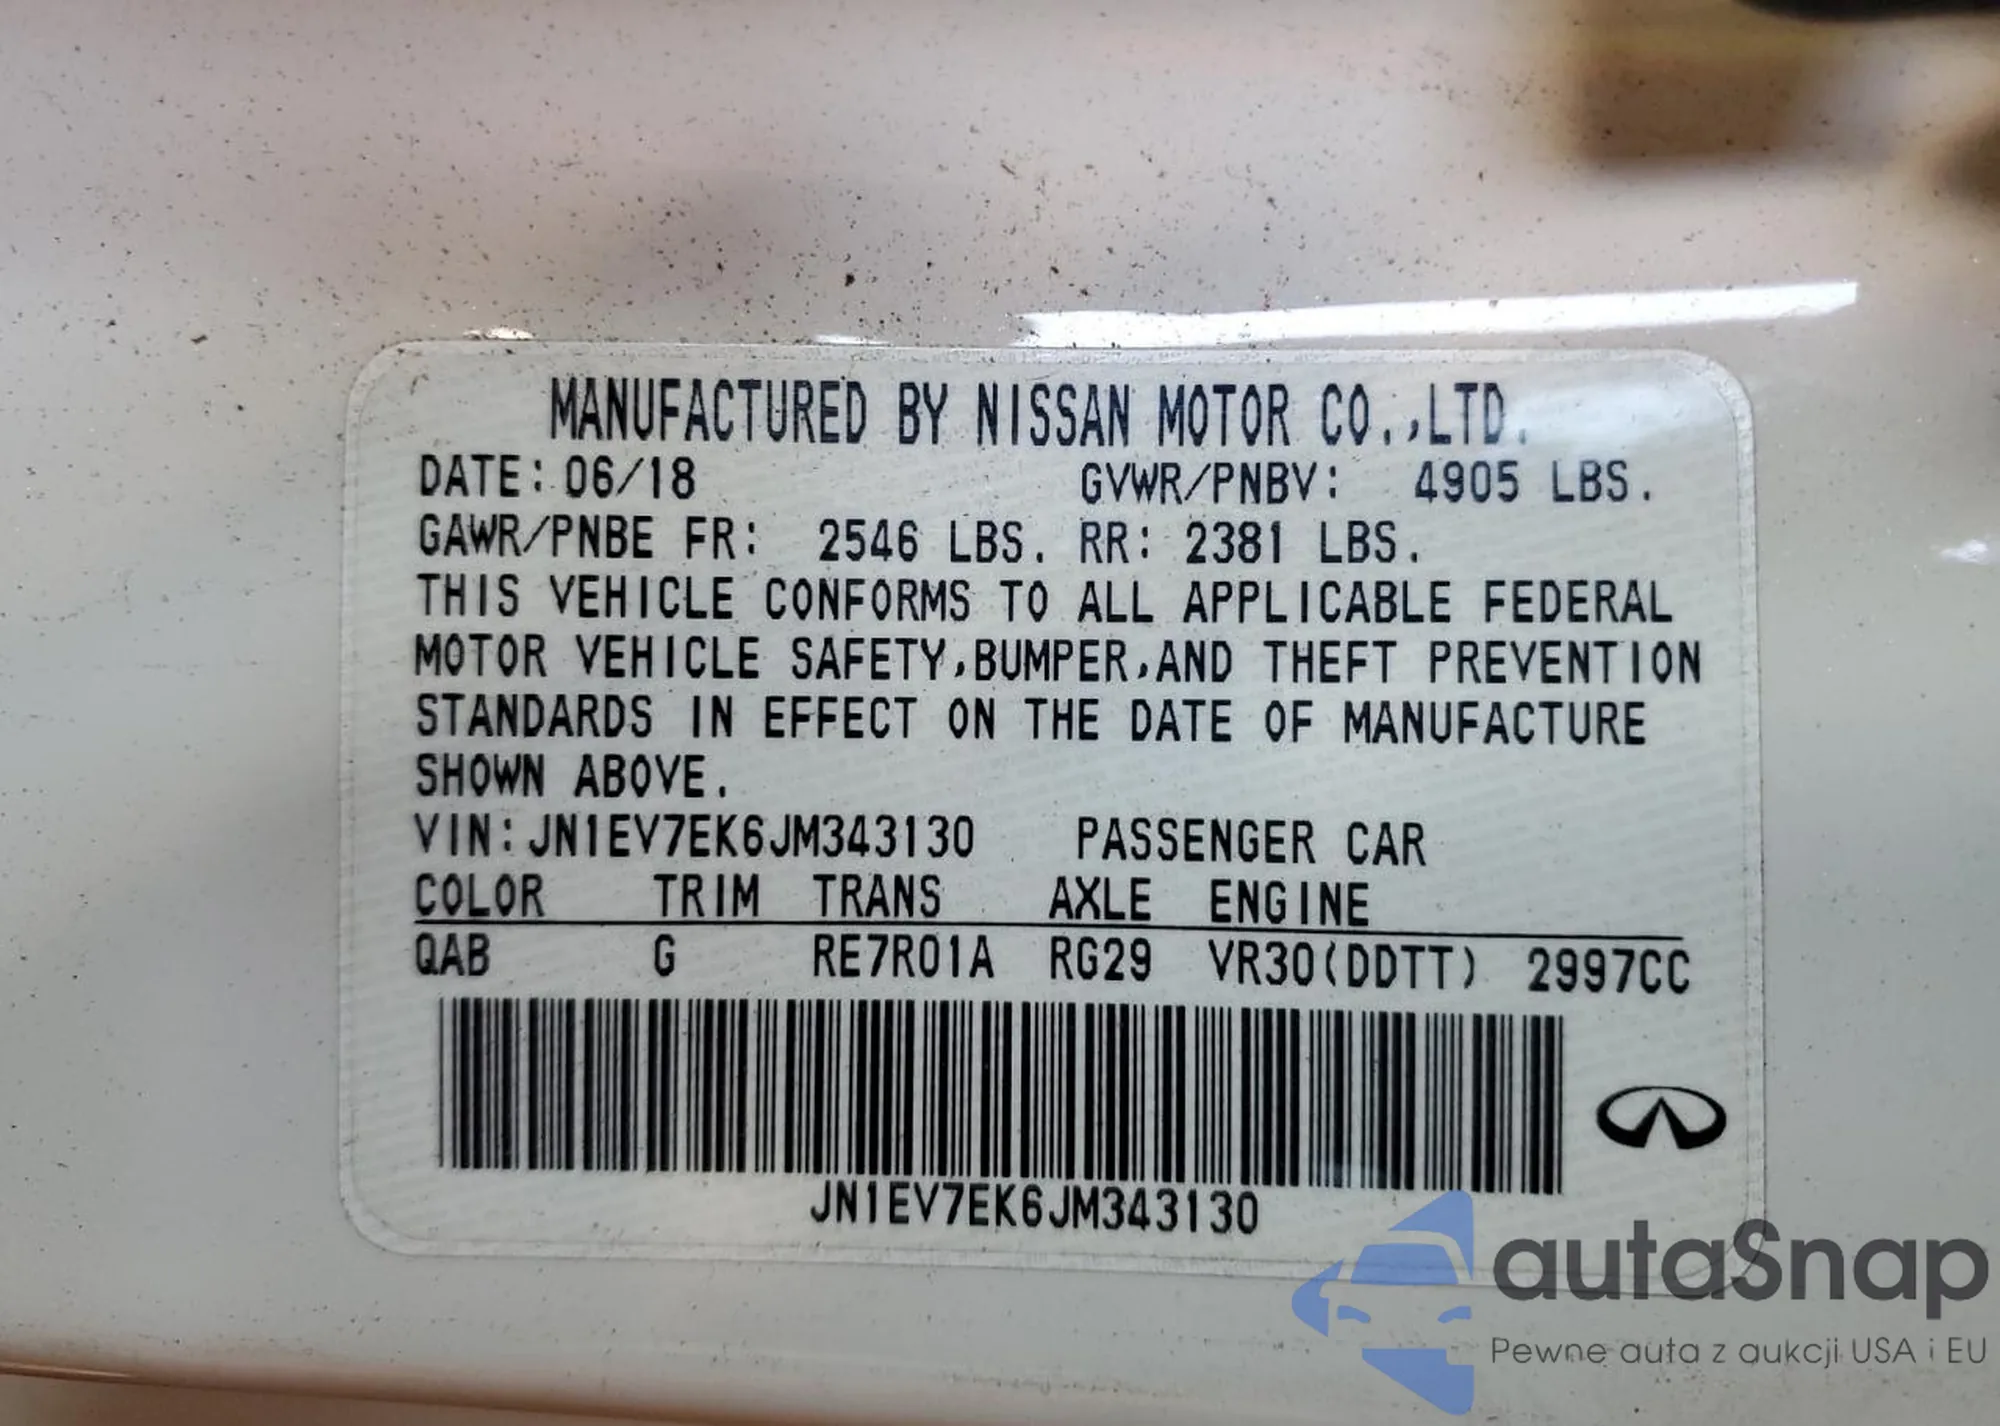 MANUFACTURED BY NISSAN MOTOR CO.,LTD.
DATE: 06/18 GVWR/PNBV: 4905 LBS.
GAWR/PNBE FR: 2546 LBS. RR: 2381 LBS.
THIS VEHICLE CONFORMS TO ALL APPLICABLE FEDERAL
MOTOR VEHICLE SAFETY,BUMPER,AND THEFT PREVENTION
STANDARDS IN EFFECT ON THE DATE OF MANUFACTURE
SHOWN ABOVE.
VIN:JN1EV7EK6JM343130 PASSENGER CAR
COLOR TRIM TRANS AXLE ENGINE
QAB G RE7R01A RG29 VR30(DDTT) 2997CC
JN1EV7EK6JM343130
autaSnap
Pewne auta z aukcji USA i EU